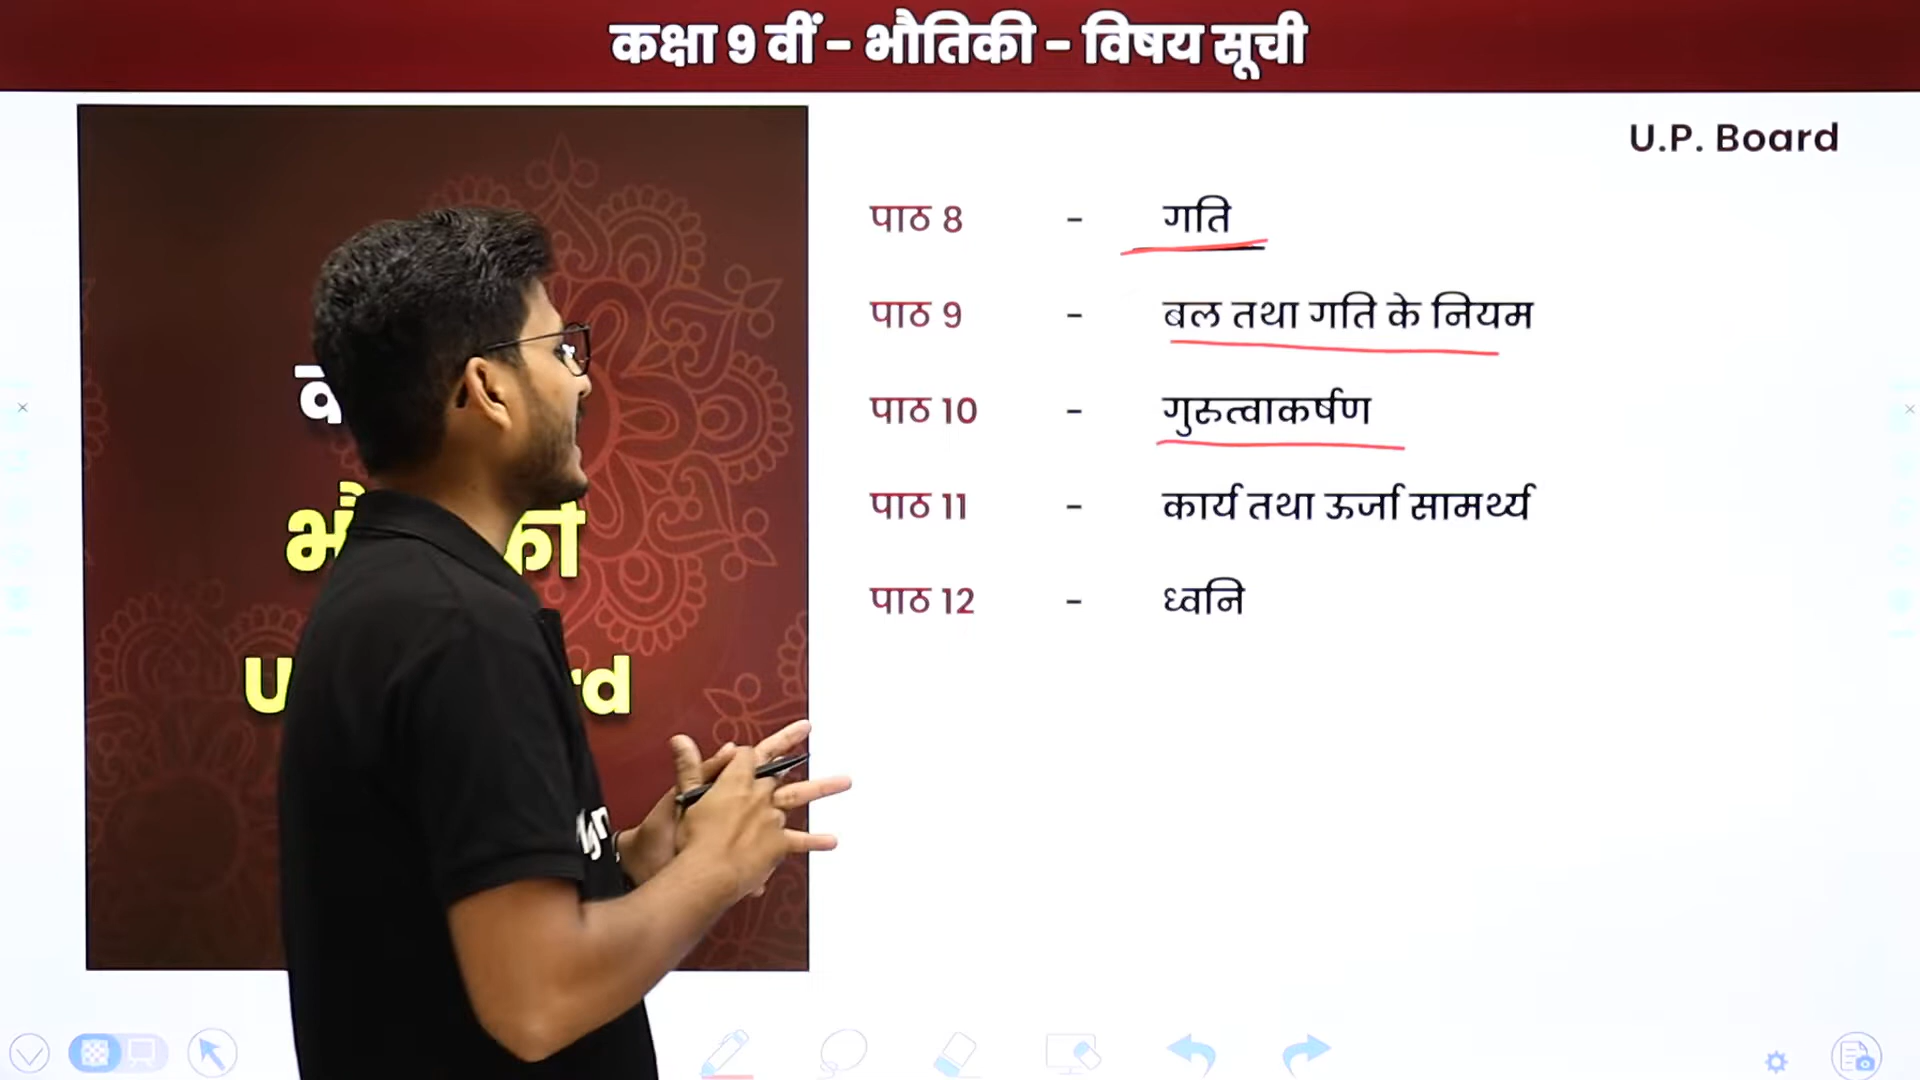 कक्षा 9 वीं - भौतिकी - विषय सूची
U.P. Board
पाठ 8 - गति
पाठ 9 - बल तथा गति के नियम
पाठ 10 - गुरुत्वाकर्षण
पाठ 11 - कार्य तथा ऊर्जा सामर्थ्य
पाठ 12 - ध्वनि